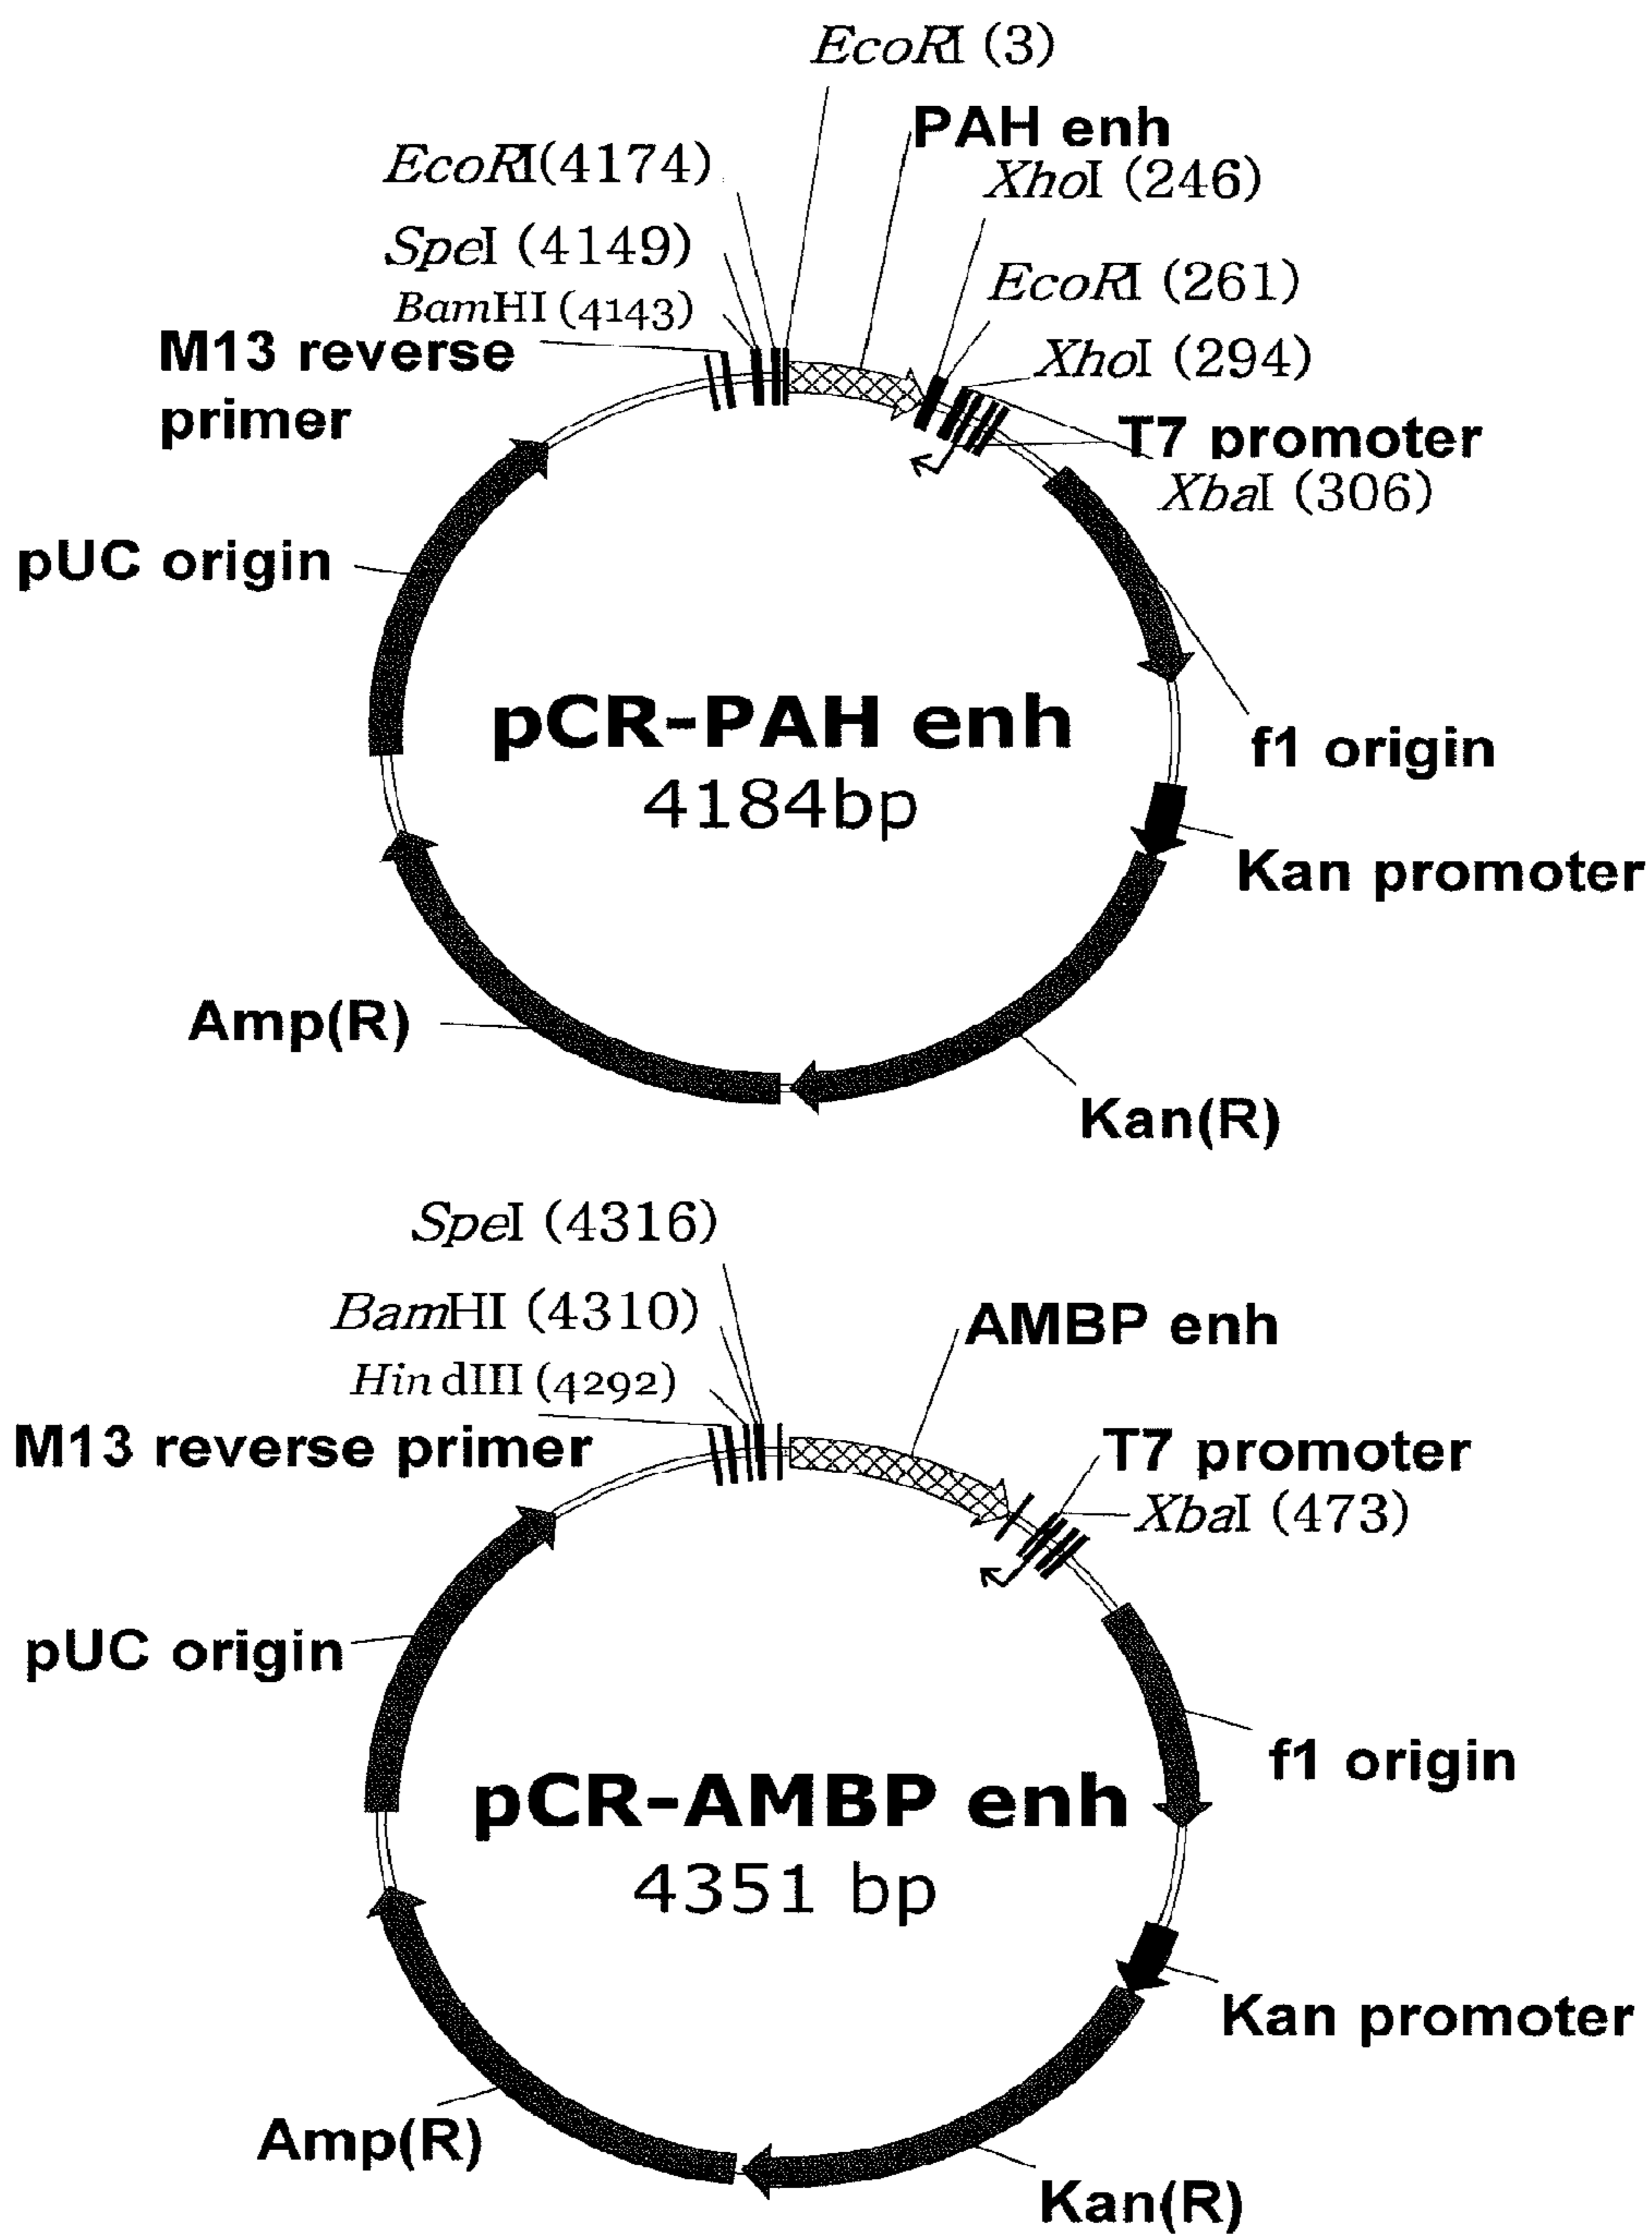 EcoRI (3)
PAH enh
EcoRI(4174)
XhoI (246)
SpeI (4149)
EcoRI (261)
BamHI (4143)
M13 reverse
primer
XhoI (294)
T7 promoter
XbaI (306)
pUC origin
pCR-PAH enh
4184bp
f1 origin
Kan promoter
Amp(R)
Kan(R)
SpeI (4316)
BamHI (4310)
AMBP enh
Hin dIII (4292)
M13 reverse primer
T7 promoter
XbaI (473)
pUC origin
f1 origin
pCR-AMBP enh
4351 bp
Kan promoter
Amp(R)
Kan(R)